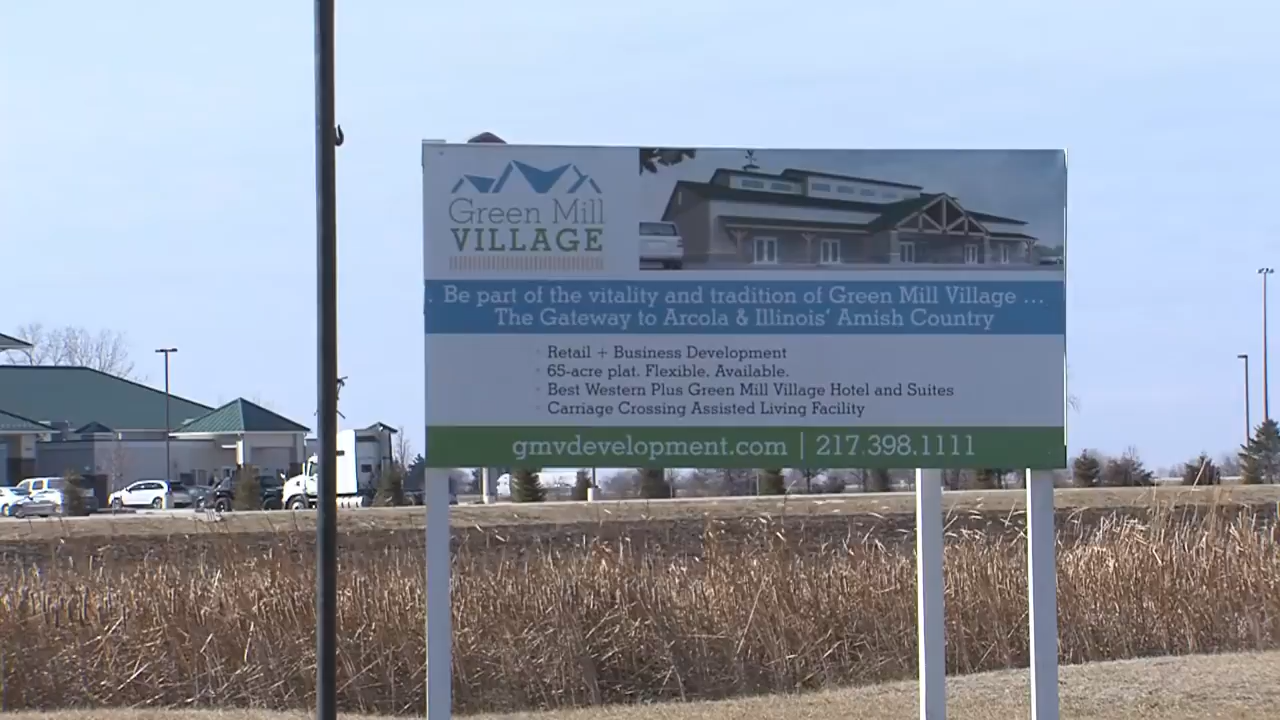 Green Mill
VILLAGE
Be part of the vitality and tradition of Green Mill Village ...
The Gateway to Arcola & Illinois' Amish Country
Retail + Business Development
65-acre plat. Flexible. Available.
Best Western Plus Green Mill Village Hotel and Suites
Carriage Crossing Assisted Living Facility
gmvdevelopment.com | 217.398.1111